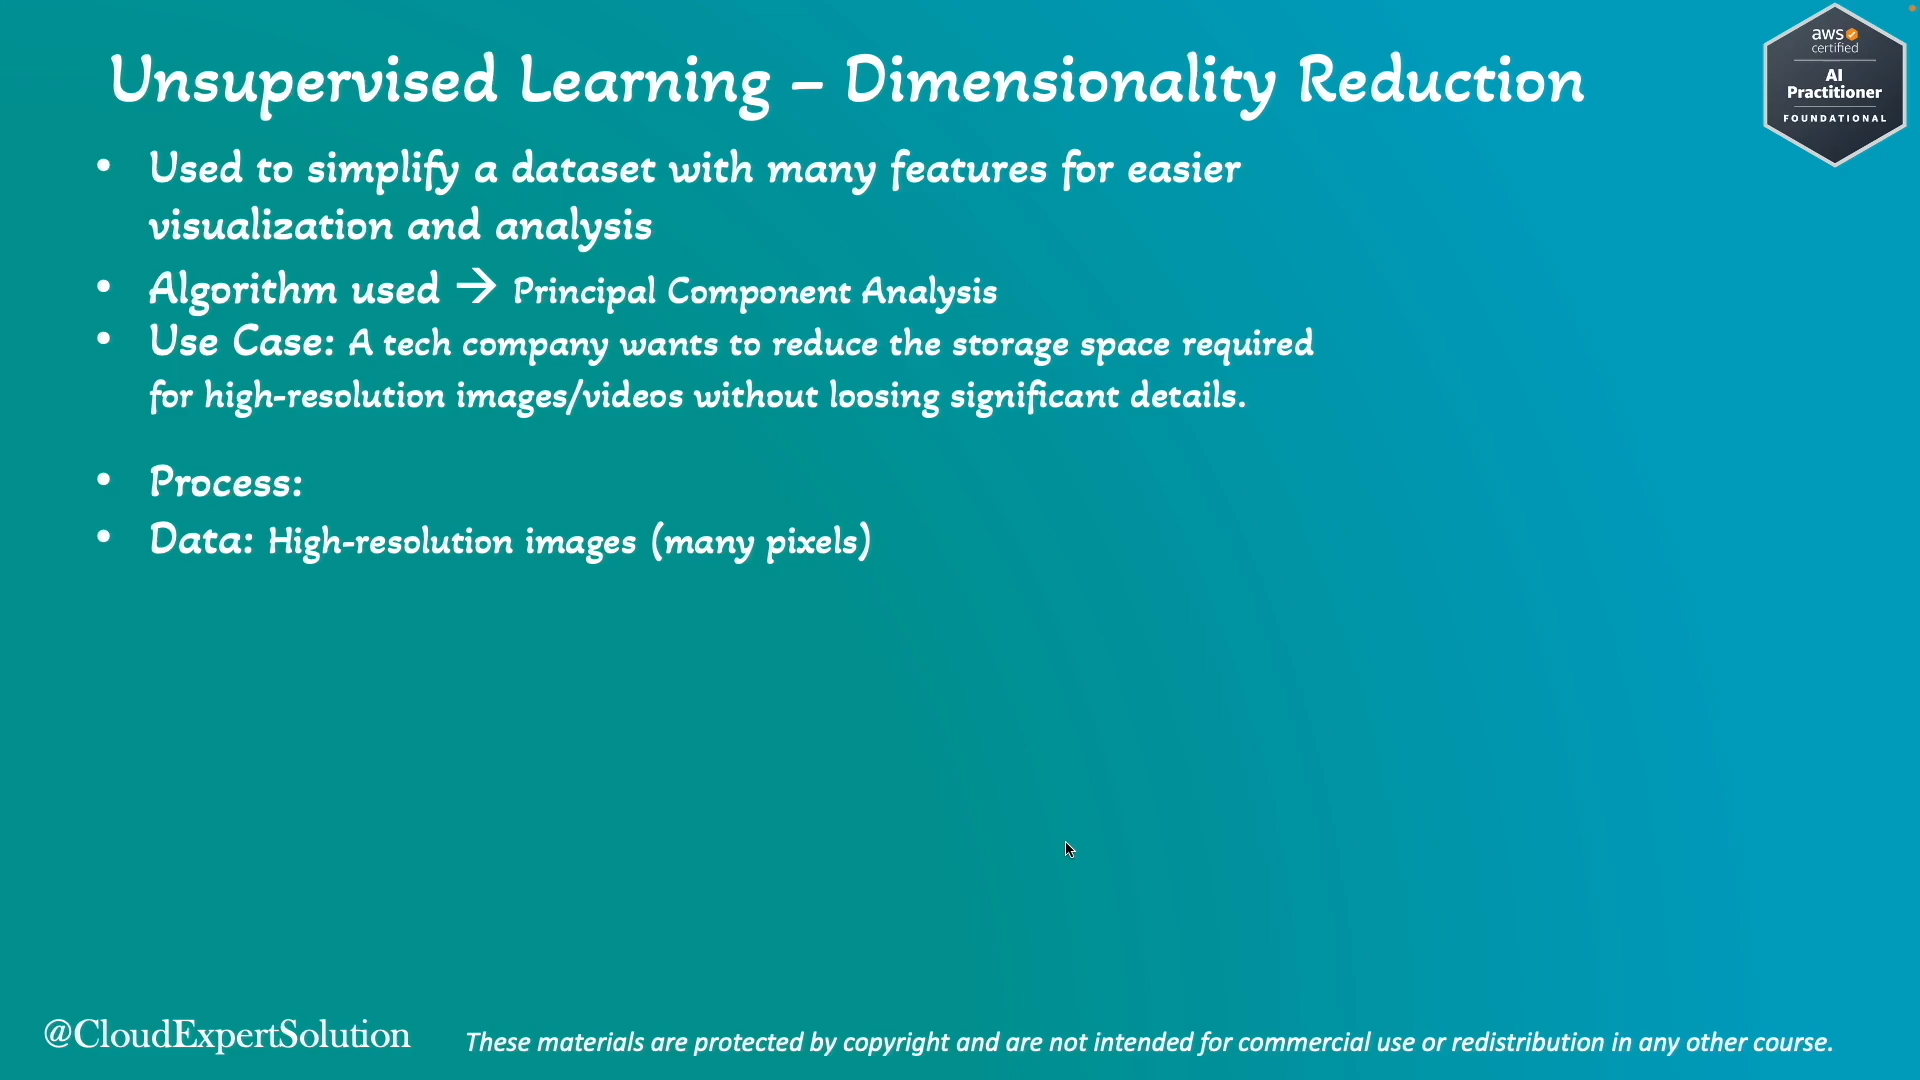 Unsupervised Learning – Dimensionality Reduction
aws
certified
AI
Practitioner
FOUNDATIONAL
• Used to simplify a dataset with many features for easier
visualization and analysis
• Algorithm used → Principal Component Analysis
• Use Case: A tech company wants to reduce the storage space required
for high-resolution images/videos without loosing significant details.
• Process:
• Data: High-resolution images (many pixels)
@CloudExpertSolution
These materials are protected by copyright and are not intended for commercial use or redistribution in any other course.